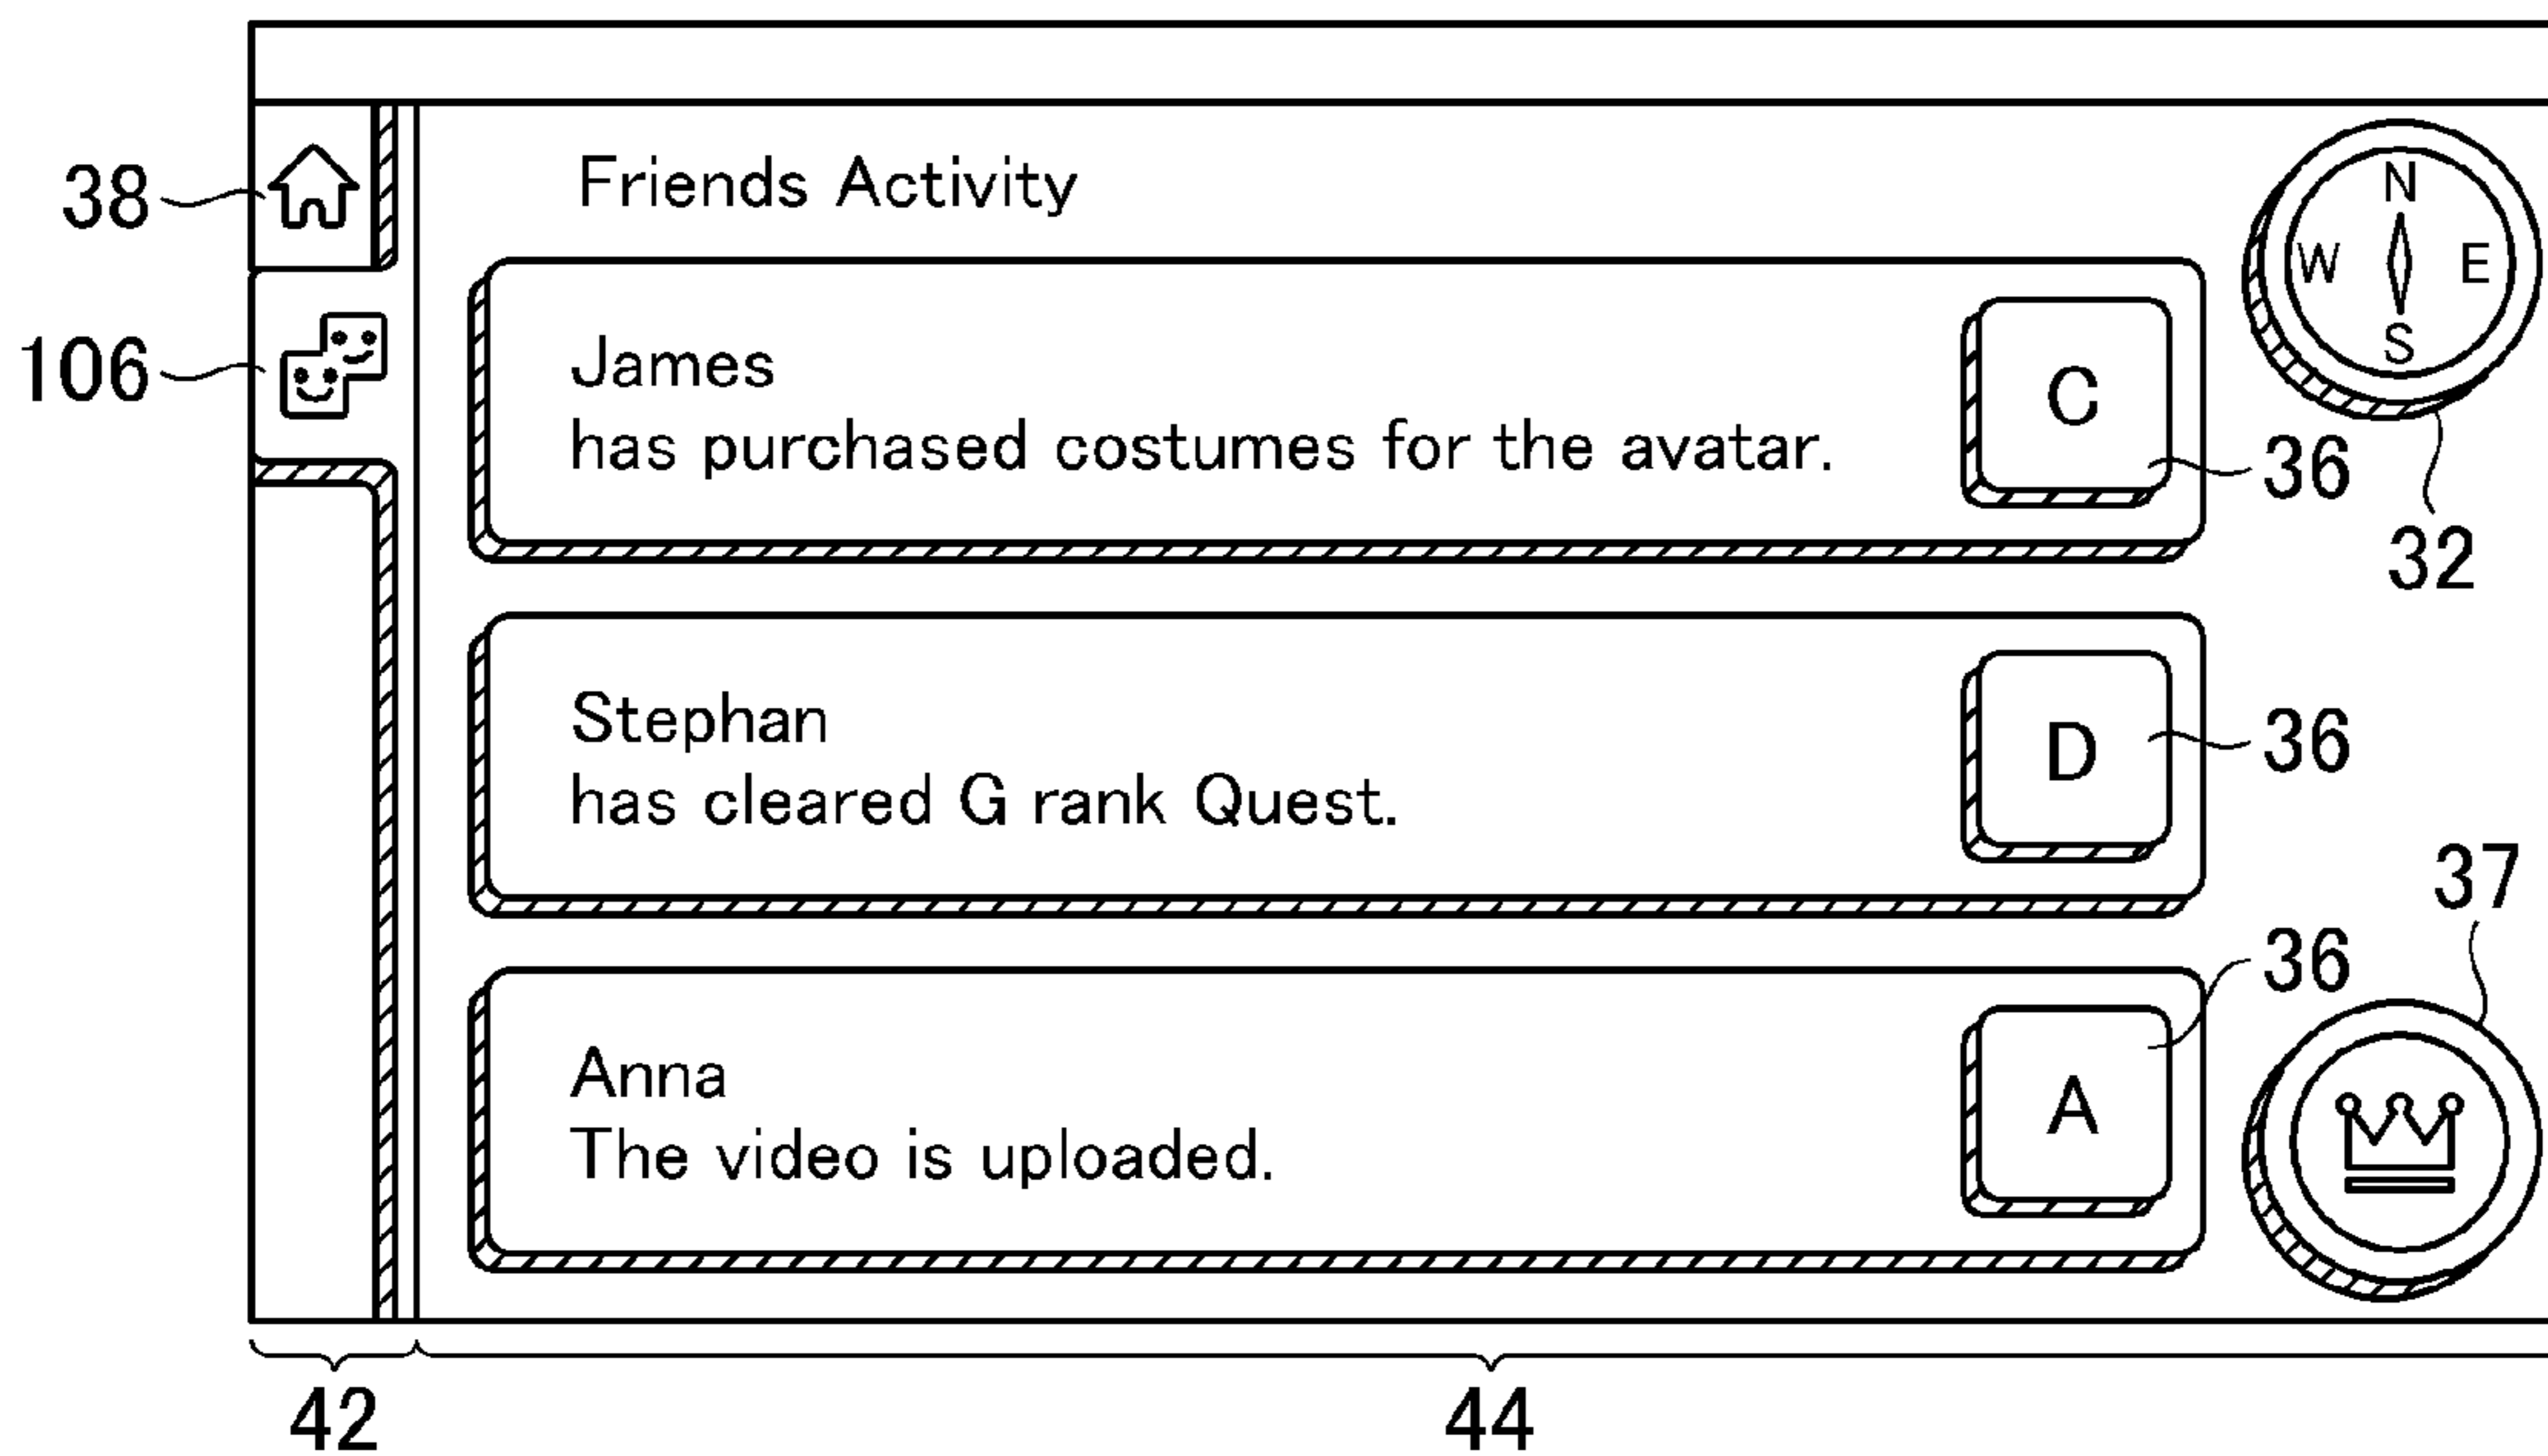 38
106
Friends Activity
N
W E
S
32
James
has purchased costumes for the avatar.
C
36
Stephan
has cleared G rank Quest.
D
36
37
Anna
The video is uploaded.
A
36
42
44